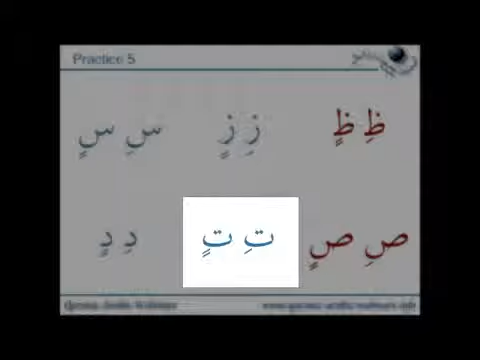 Practice 5
ظِ ظٍ زِ زٍ سِ سٍ
صِ صٍ تِ تٍ دِ دٍ